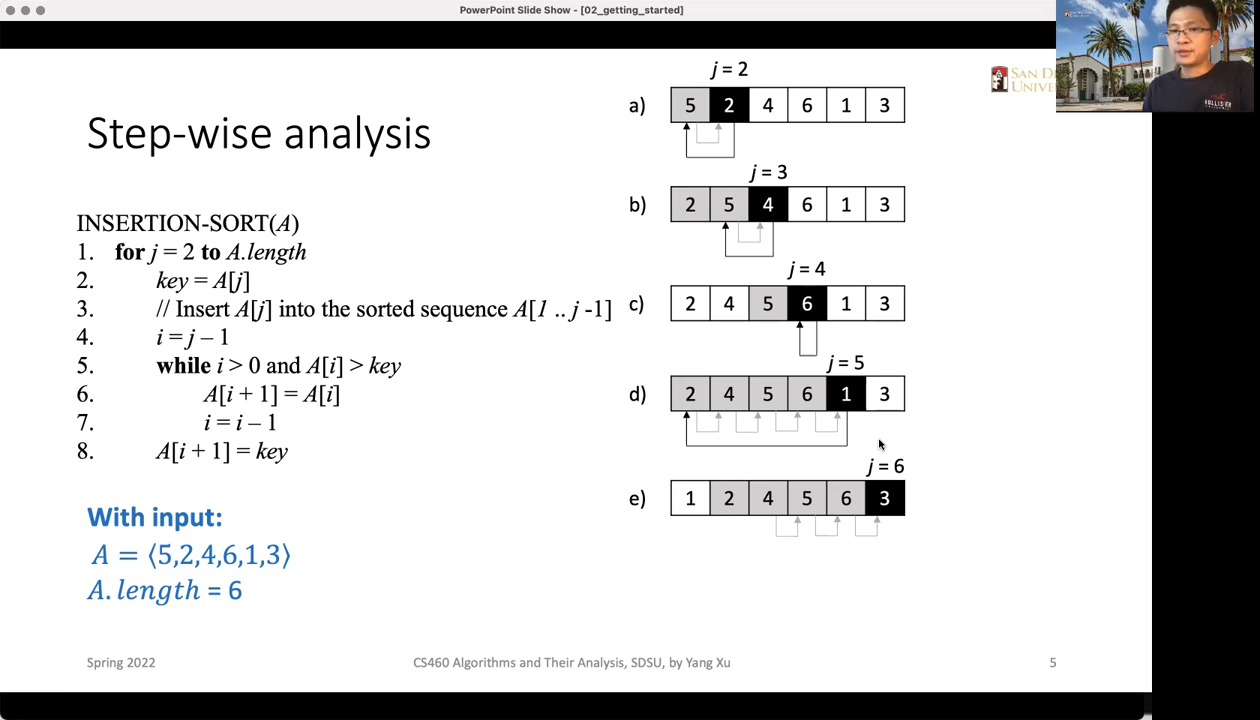 PowerPoint Slide Show - [02_getting_started]
SAN D
UNIVE
HOLLISTER
Step-wise analysis
INSERTION-SORT(A)
1. for j = 2 to A.length
2. key = A[j]
3. // Insert A[j] into the sorted sequence A[1 .. j -1]
4. i = j – 1
5. while i > 0 and A[i] > key
6. A[i + 1] = A[i]
7. i = i – 1
8. A[i + 1] = key
With input:
A = ⟨5,2,4,6,1,3⟩
A.length = 6
j = 2
a) 5 2 4 6 1 3
j = 3
b) 2 5 4 6 1 3
j = 4
c) 2 4 5 6 1 3
j = 5
d) 2 4 5 6 1 3
j = 6
e) 1 2 4 5 6 3
Spring 2022
CS460 Algorithms and Their Analysis, SDSU, by Yang Xu
5